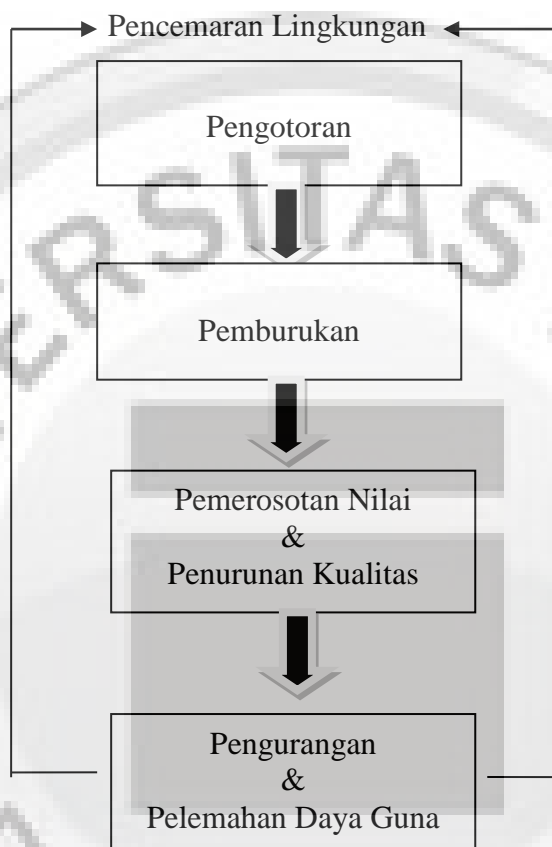 Pencemaran Lingkungan
Pengotoran
Pemburukan
Pemerosotan Nilai
&
Penurunan Kualitas
Pengurangan
&
Pelemahan Daya Guna